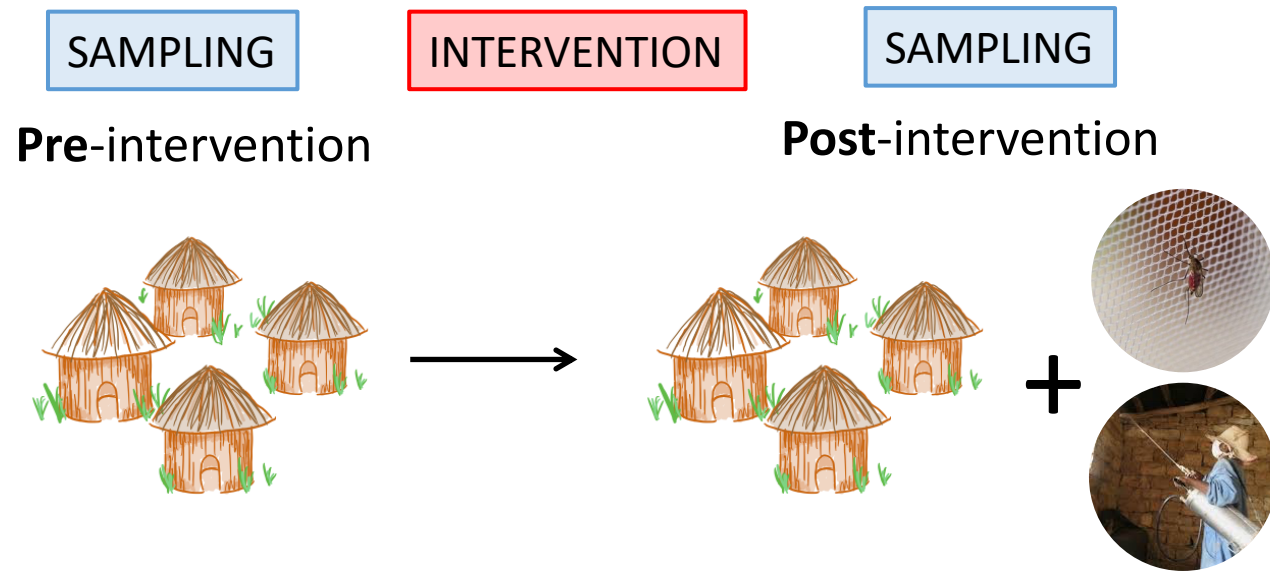 SAMPLING
INTERVENTION
SAMPLING
Pre-intervention
Post-intervention
+